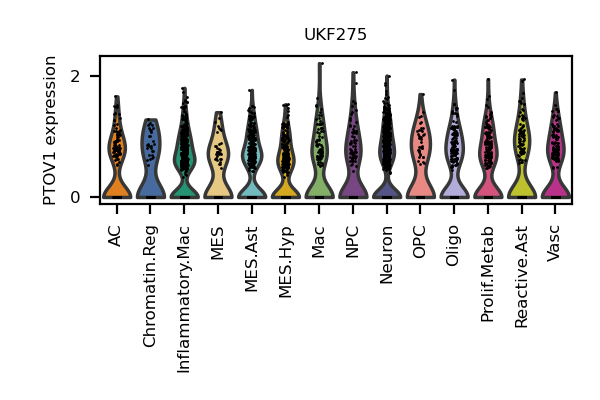 UKF275
PTOV1 expression
2
0
AC
Chromatin.Reg
Inflammatory.Mac
MES
MES.Ast
MES.Hyp
Mac
NPC
Neuron
OPC
Oligo
Prolif.Metab
Reactive.Ast
Vasc